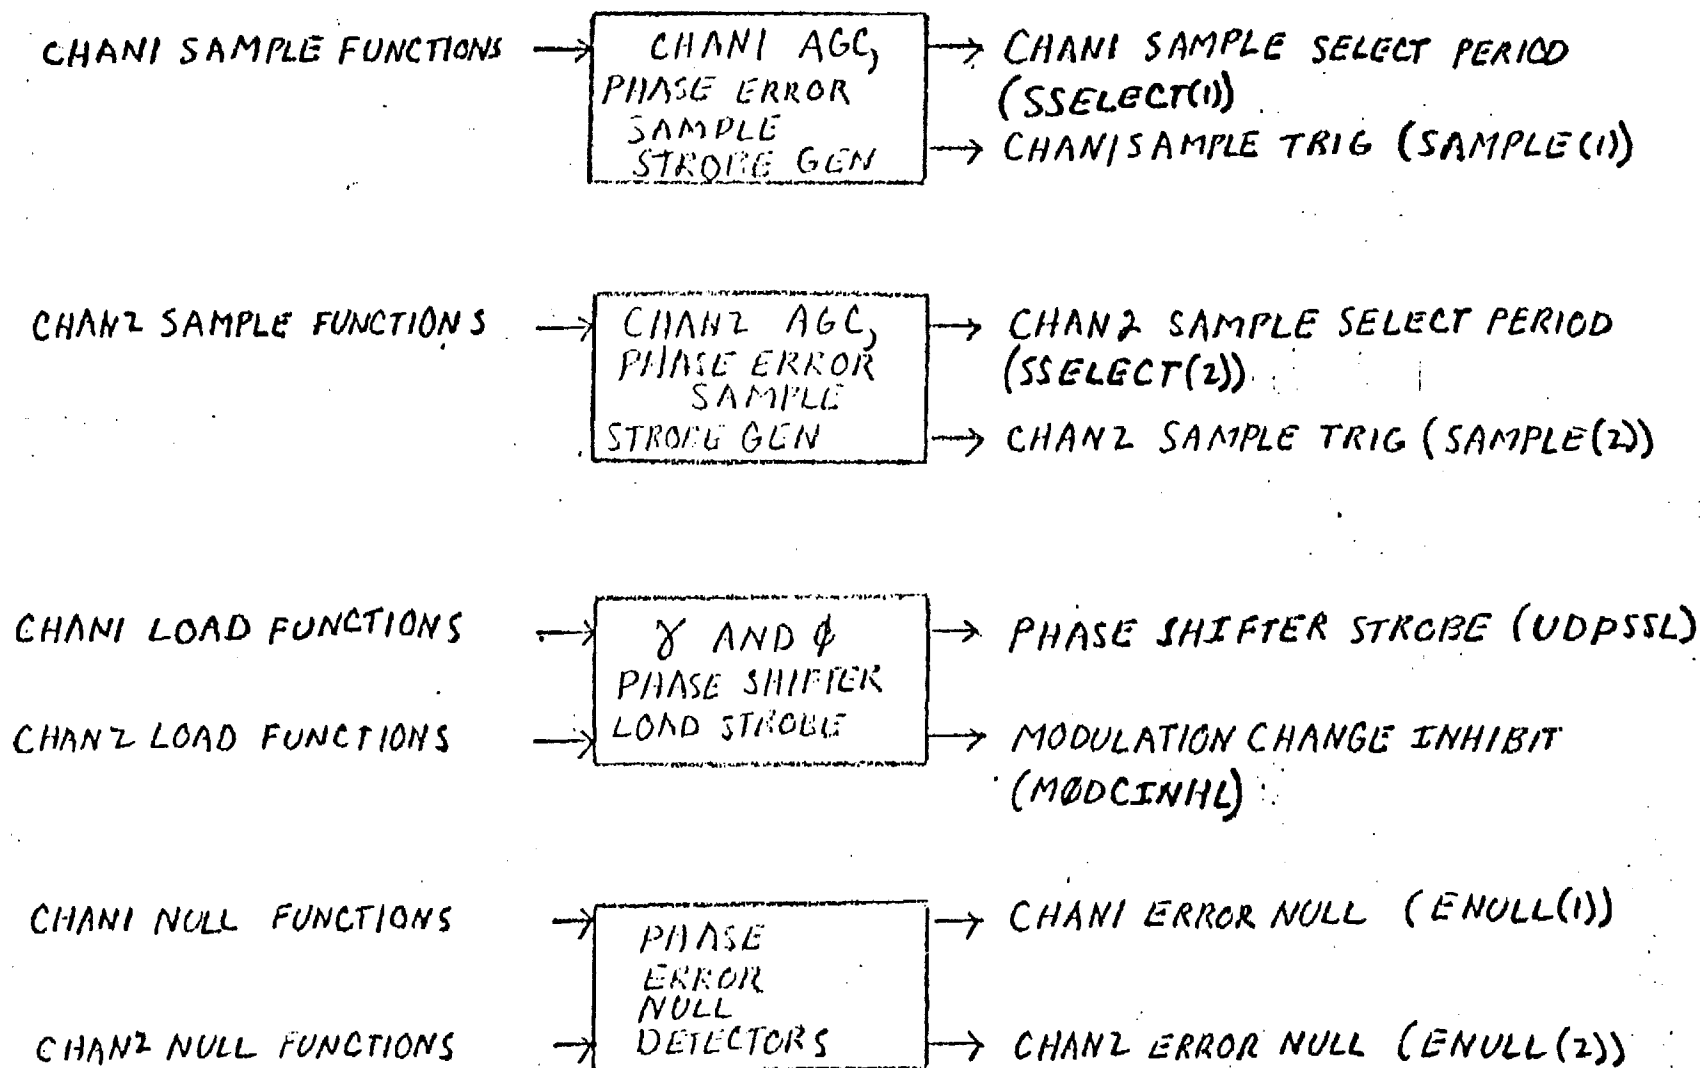 CHAN1 SAMPLE FUNCTIONS
CHAN1 AGC,
PHASE ERROR
SAMPLE
STROBE GEN
CHAN1 SAMPLE SELECT PERIOD
(SSELECT(1))
CHAN1 SAMPLE TRIG (SAMPLE(1))
CHAN2 SAMPLE FUNCTIONS
CHAN2 AGC,
PHASE ERROR
SAMPLE
STROBE GEN
CHAN2 SAMPLE SELECT PERIOD
(SSELECT(2))
CHAN2 SAMPLE TRIG (SAMPLE(2))
CHAN1 LOAD FUNCTIONS
CHAN2 LOAD FUNCTIONS
γ AND φ
PHASE SHIFTER
LOAD STROBE
PHASE SHIFTER STROBE (UDPSSL)
MODULATION CHANGE INHIBIT
(MØDCINHL)
CHAN1 NULL FUNCTIONS
CHAN2 NULL FUNCTIONS
PHASE
ERROR
NULL
DETECTORS
CHAN1 ERROR NULL (ENULL(1))
CHAN2 ERROR NULL (ENULL(2))